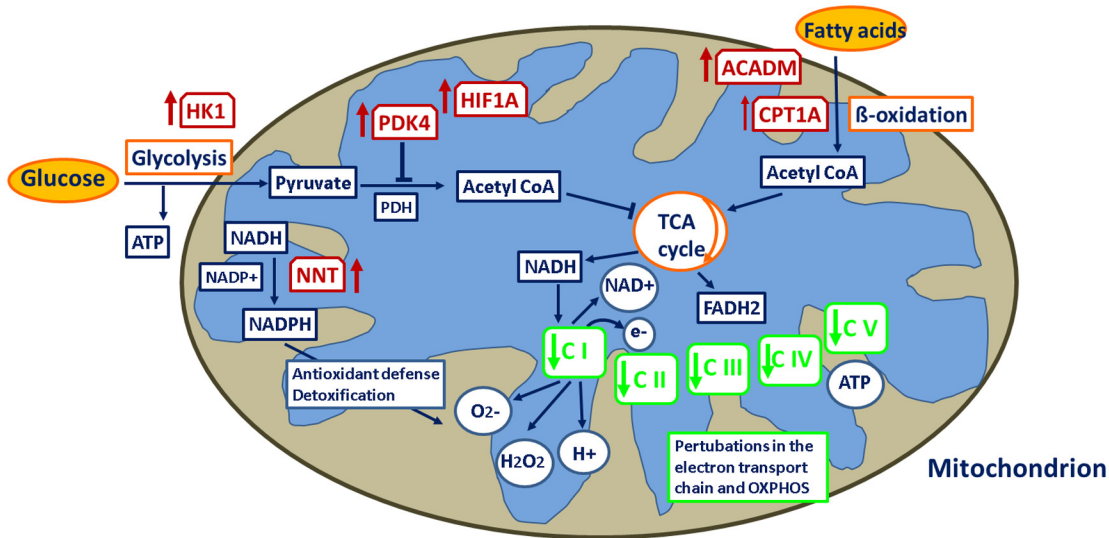 Fatty acids
ACADM
HIF1A
HK1
PDK4
CPT1A
ß-oxidation
Glycolysis
Glucose
Pyruvate
Acetyl CoA
Acetyl CoA
PDH
TCA
cycle
ATP
NADH
NADP+
NNT
NADH
NAD+
FADH2
NADPH
e-
C I
C II
C III
C IV
C V
ATP
Antioxidant defense
Detoxification
O2-
H2O2
H+
Pertubations in the
electron transport
chain and OXPHOS
Mitochondrion